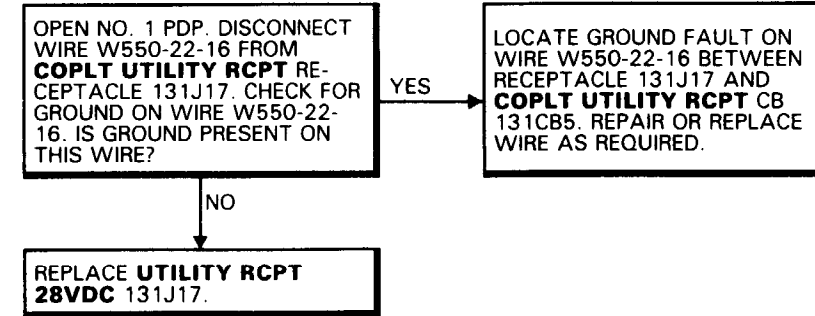 OPEN NO. 1 PDP. DISCONNECT
WIRE W550-22-16 FROM
COPLT UTILITY RCPT RE-
CEPTACLE 131J17. CHECK FOR
GROUND ON WIRE W550-22-
16. IS GROUND PRESENT ON
THIS WIRE?
YES
LOCATE GROUND FAULT ON
WIRE W550-22-16 BETWEEN
RECEPTACLE 131J17 AND
COPLT UTILITY RCPT CB
131CB5. REPAIR OR REPLACE
WIRE AS REQUIRED.
NO
REPLACE UTILITY RCPT
28VDC 131J17.